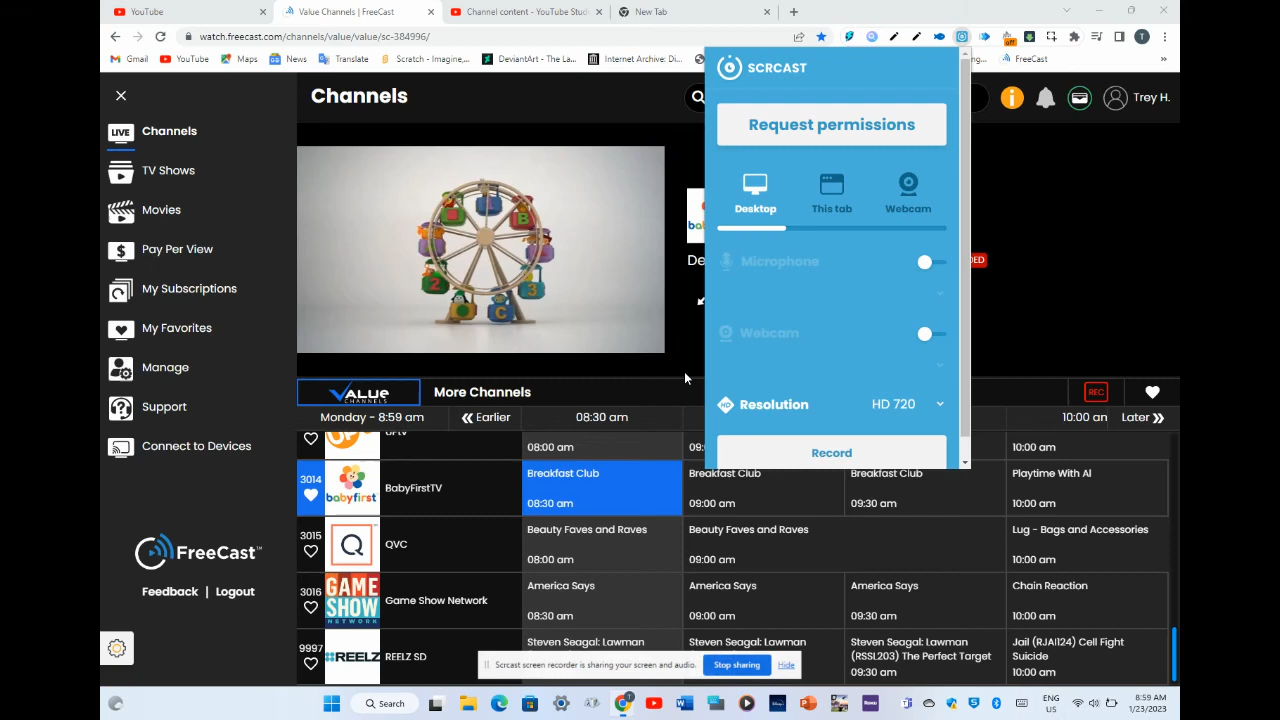 YouTube
Value Channels | FreeCast
Channel content - YouTube Stud
New Tab
watch.freecast.com/channels/value/value/sc-384996/
off
T
Gmail
YouTube
Maps
News
Translate
Scratch - Imagine,...
DeviantArt - The La...
Internet Archive: Di...
FreeCast
SCRCAST
Request permissions
Desktop
This tab
Webcam
Microphone
Webcam
HD Resolution
HD 720
Record
Channels
Trey H.
LIVE Channels
TV Shows
Movies
Pay Per View
My Subscriptions
My Favorites
Manage
Support
Connect to Devices
FreeCast™
Feedback | Logout
1 B 2 3 C
De
DED
VALUE CHANNELS
More Channels
REC
Monday - 8:59 am
Earlier
08:30 am
10:00 am
Later
08:00 am
10:00 am
3014
babyfirst
BabyFirstTV
Breakfast Club
08:30 am
Breakfast Club
09:00 am
Breakfast Club
09:30 am
Playtime With Al
10:00 am
3015
Q
QVC
Beauty Faves and Raves
08:00 am
Beauty Faves and Raves
09:00 am
Lug - Bags and Accessories
10:00 am
3016
GAME SHOW NETWORK
Game Show Network
America Says
08:30 am
America Says
09:00 am
America Says
09:30 am
Chain Reaction
10:00 am
9997
REELZ
REELZ SD
Steven Seagal: Lawman
Steven Seagal: Lawman
Steven Seagal: Lawman
(RSSL203) The Perfect Target
09:30 am
Jail (RJAI124) Cell Fight
Suicide
10:00 am
Scrcast screen recorder is sharing your screen and audio.
Stop sharing
Hide
Search
Roku
ENG
US
8:59 AM
1/23/2023